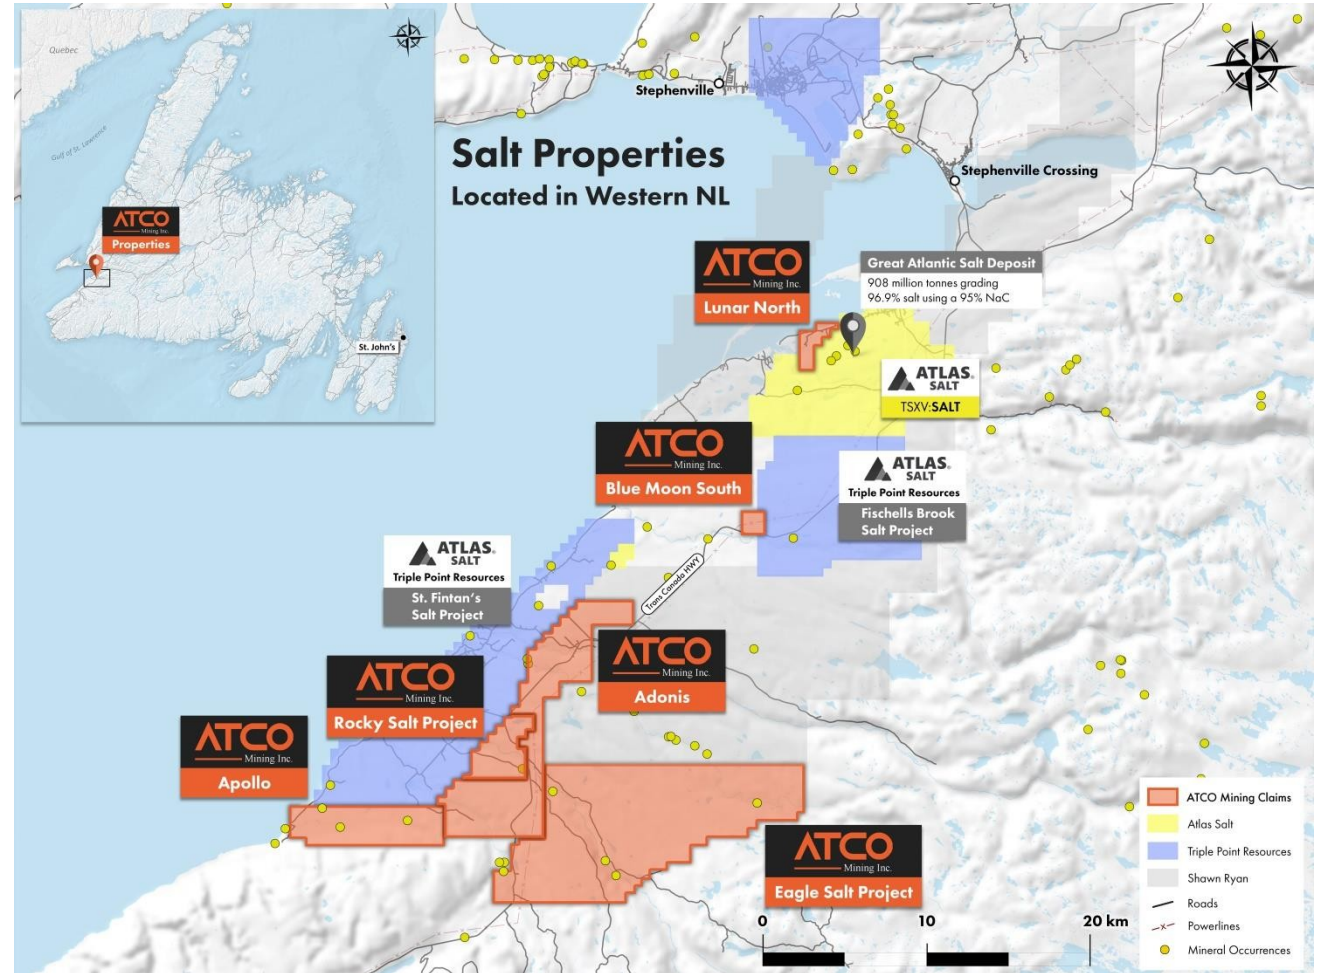 Quebec
Gulf of St. Lawrence
ATCO
Mining Inc.
Properties
St. John's
Salt Properties
Located in Western NL
Stephenville
Stephenville Crossing
ATCO
Mining Inc.
Lunar North
Great Atlantic Salt Deposit
908 million tonnes grading
96.9% salt using a 95% NaC
ATLAS
SALT
TSXV:SALT
ATCO
Mining Inc.
Blue Moon South
ATLAS
SALT
Triple Point Resources
Fischells Brook
Salt Project
ATLAS
SALT
Triple Point Resources
St. Fintan's
Salt Project
Trans Canada HWY
ATCO
Mining Inc.
Adonis
ATCO
Mining Inc.
Rocky Salt Project
ATCO
Mining Inc.
Apollo
ATCO
Mining Inc.
Eagle Salt Project
ATCO Mining Claims
Atlas Salt
Triple Point Resources
Shawn Ryan
Roads
Powerlines
Mineral Occurrences
0 10 20 km